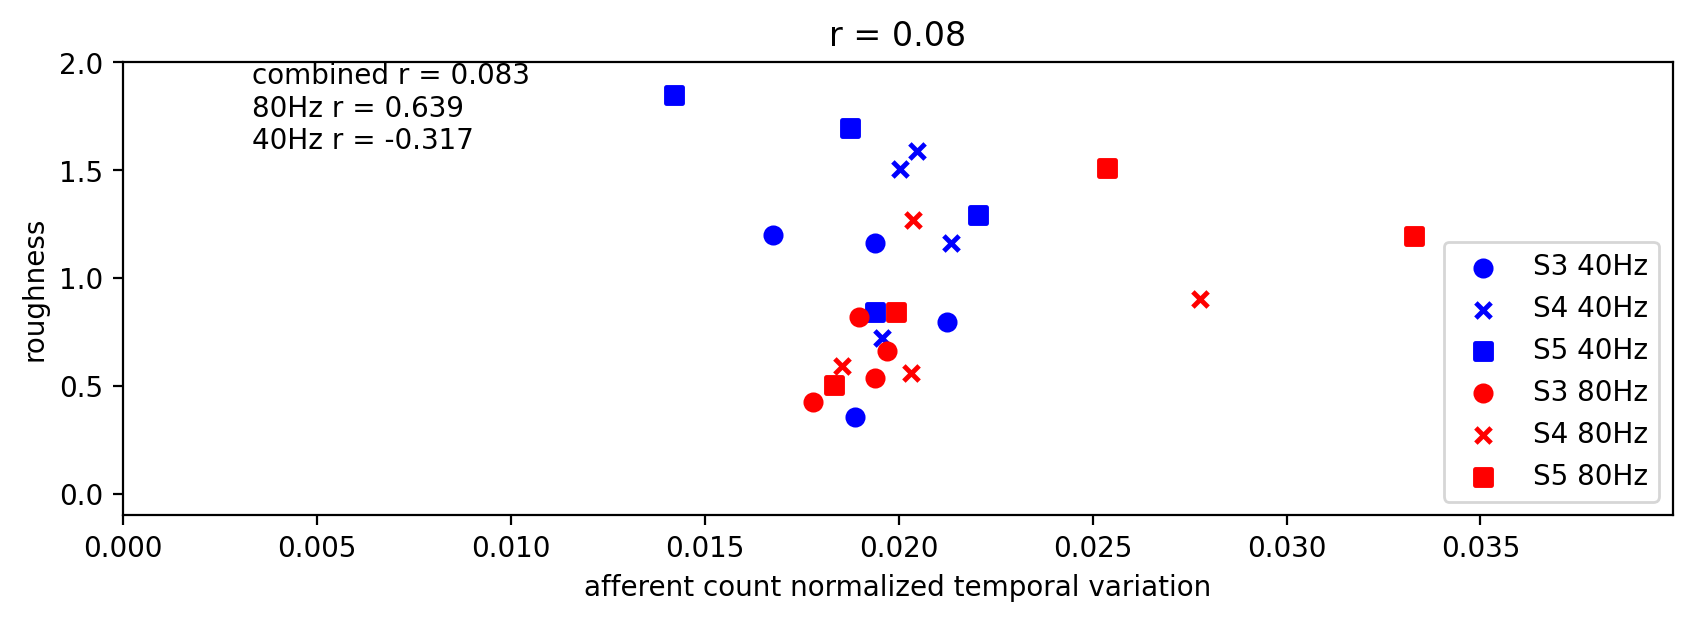 r = 0.08
combined r = 0.083
80Hz r = 0.639
40Hz r = -0.317
2.0
1.5
1.0
0.5
0.0
roughness
S3 40Hz
S4 40Hz
S5 40Hz
S3 80Hz
S4 80Hz
S5 80Hz
0.000 0.005 0.010 0.015 0.020 0.025 0.030 0.035
afferent count normalized temporal variation